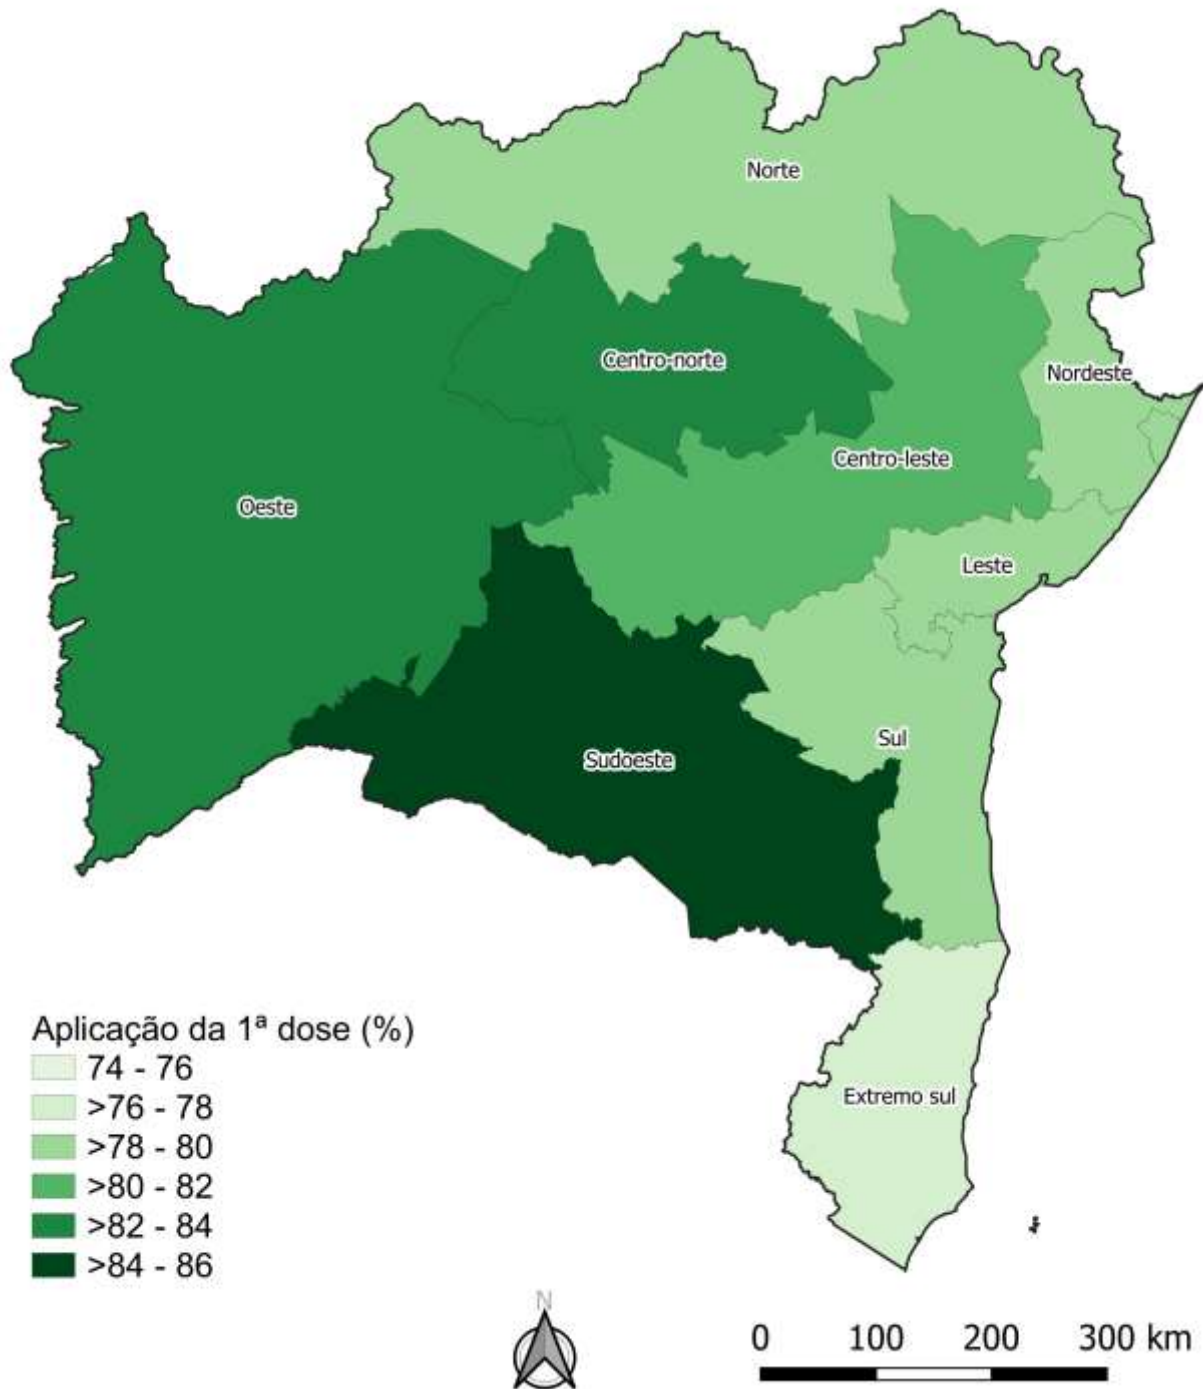 Norte
Centro-norte
Nordeste
Centro-leste
Oeste
Leste
Sul
Sudoeste
Extremo sul
Aplicação da 1ª dose (%)
74 - 76
>76 - 78
>78 - 80
>80 - 82
>82 - 84
>84 - 86
N
0 100 200 300 km